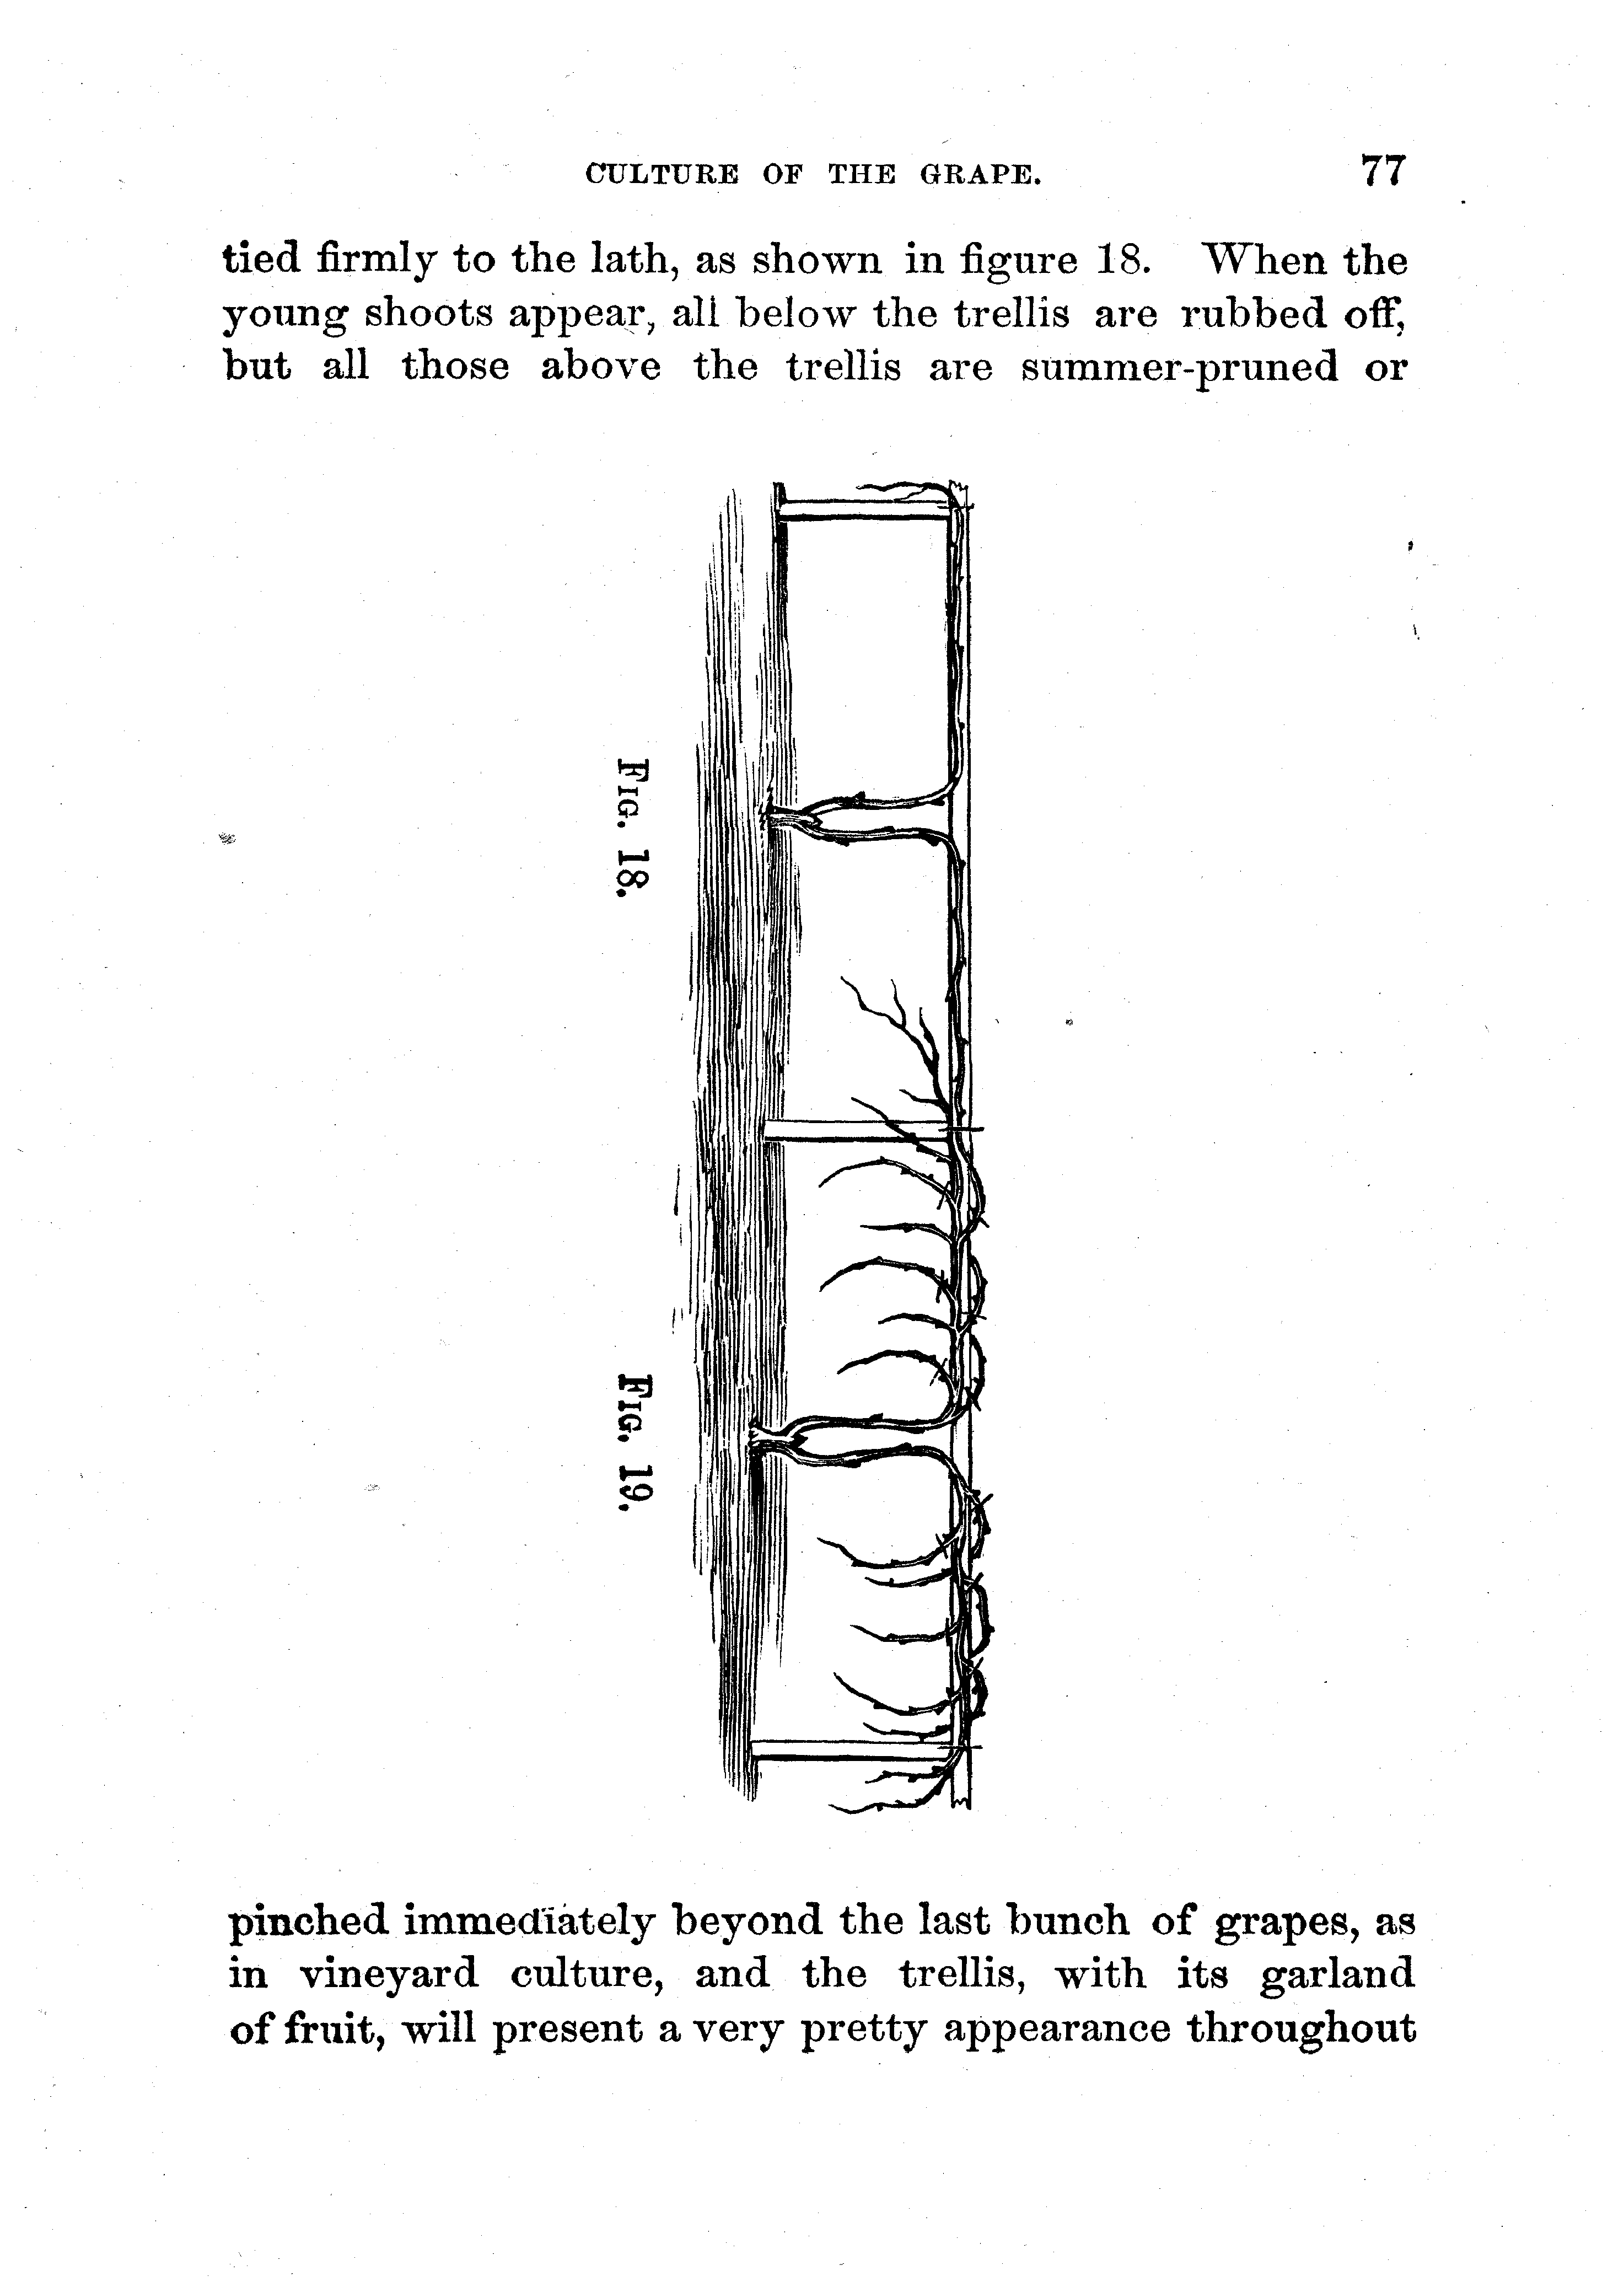 CULTURE OF THE GRAPE. 77
tied firmly to the lath, as shown in figure 18. When the
young shoots appear, all below the trellis are rubbed off,
but all those above the trellis are summer-pruned or
FIG. 18.
FIG. 19.
pinched immediately beyond the last bunch of grapes, as
in vineyard culture, and the trellis, with its garland
of fruit, will present a very pretty appearance throughout